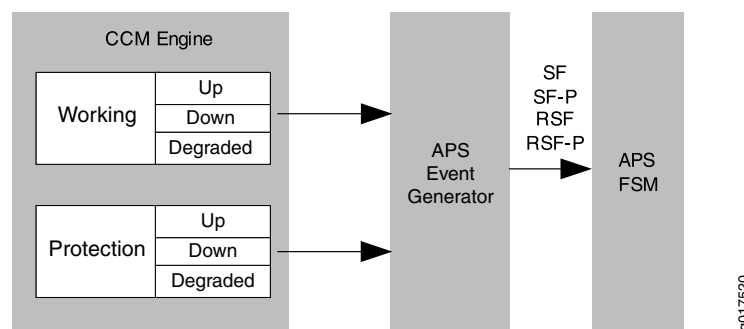 CCM Engine
Working
Up
Down
Degraded
Protection
Up
Down
Degraded
APS
Event
Generator
SF
SF-P
RSF
RSF-P
APS
FSM
g017530